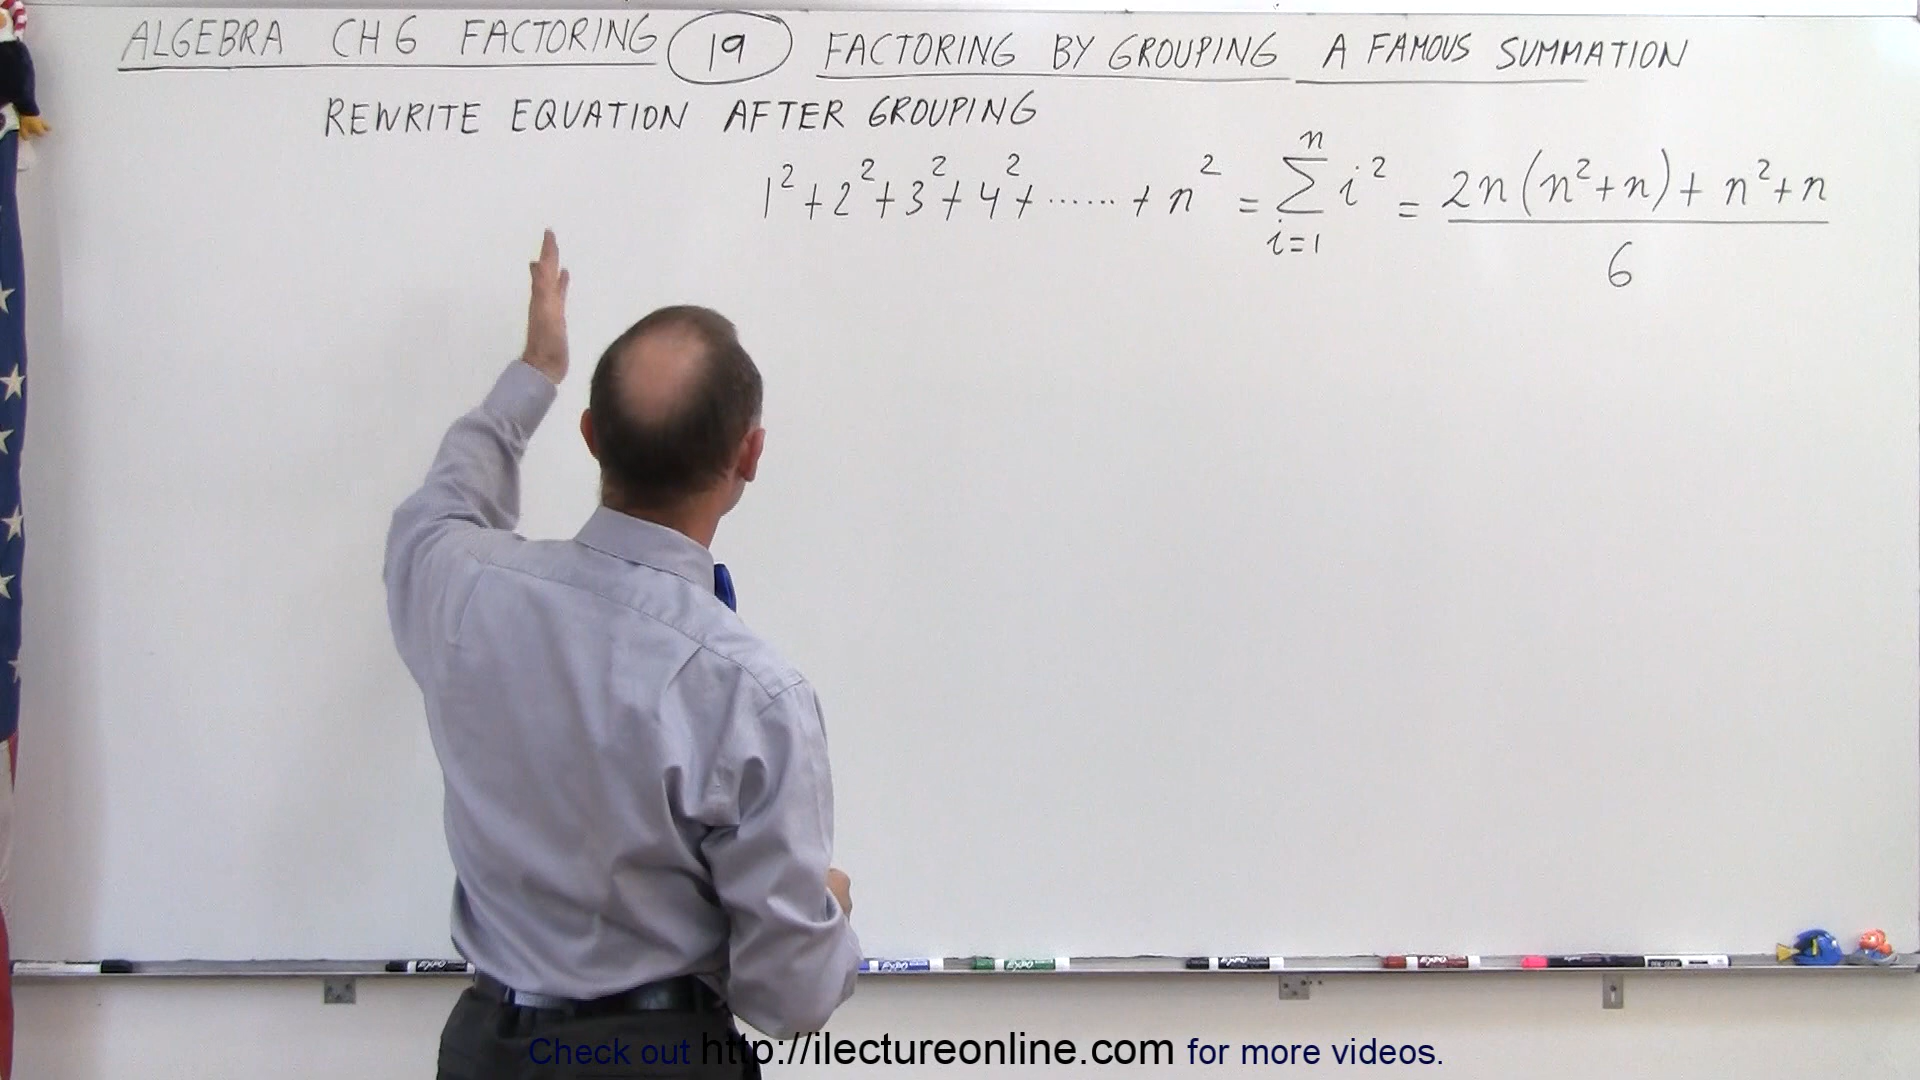 ALGEBRA CH 6 FACTORING 19 FACTORING BY GROUPING A FAMOUS SUMMATION
REWRITE EQUATION AFTER GROUPING
1² + 2² + 3² + 4² + ...... + n² = ∑_{i=1}^{n} i² = \frac{2n(n²+n) + n²+n}{6}
Check out http://ilectureonline.com for more videos.